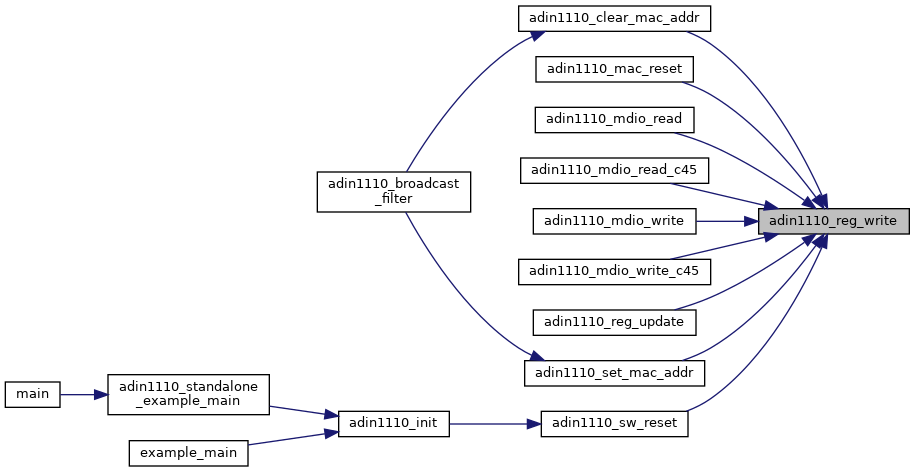 adin1110_clear_mac_addr
adin1110_mac_reset
adin1110_mdio_read
adin1110_mdio_read_c45
adin1110_broadcast
_filter
adin1110_mdio_write
adin1110_reg_write
adin1110_mdio_write_c45
adin1110_reg_update
adin1110_set_mac_addr
main
adin1110_standalone
_example_main
adin1110_init
adin1110_sw_reset
example_main